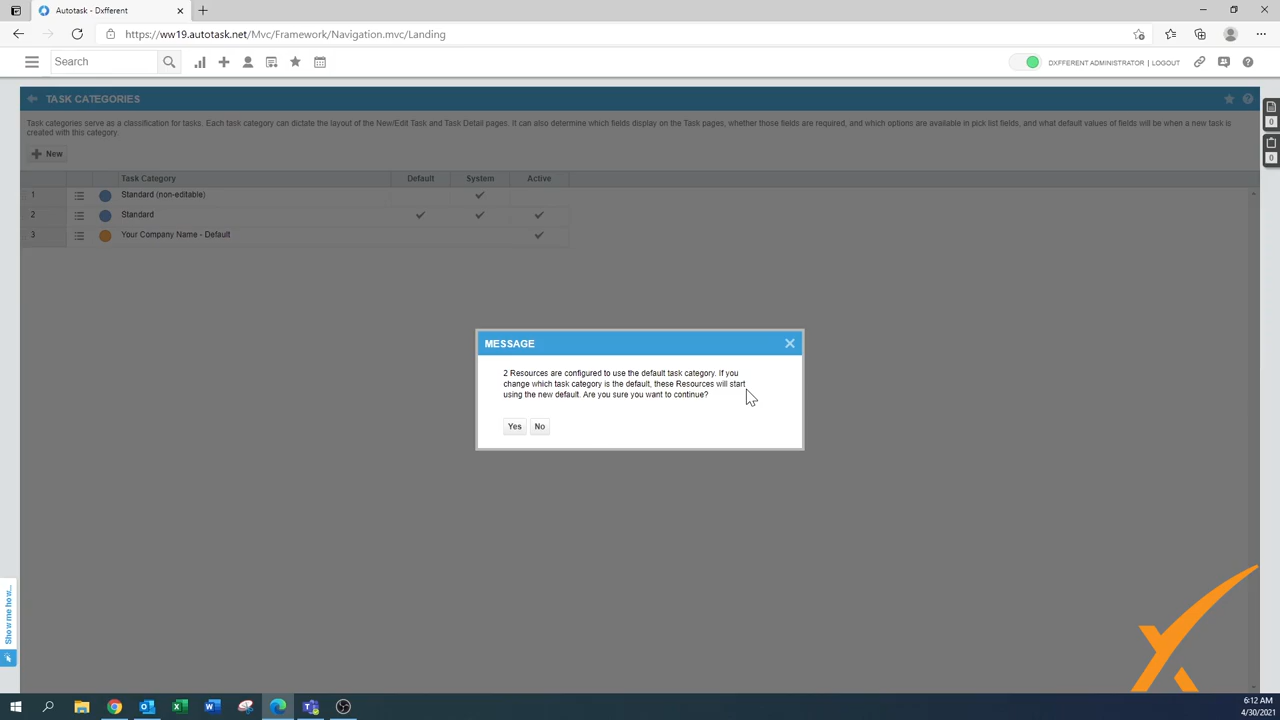 Autotask - Dxfferent
https://ww19.autotask.net/Mvc/Framework/Navigation.mvc/Landing
Search
DXFFERENT ADMINISTRATOR | LOGOUT
TASK CATEGORIES
Task categories serve as a classification for tasks. Each task category can dictate the layout of the New/Edit Task and Task Detail pages. It can also determine which fields display on the Task pages, whether those fields are required, and which options are available in pick list fields, and what default values of fields will be when a new task is
created with this category.
New
Task Category Default System Active
1 Standard (non-editable)
2 Standard
3 Your Company Name - Default
0
0
MESSAGE
2 Resources are configured to use the default task category. If you
change which task category is the default, these Resources will start
using the new default. Are you sure you want to continue?
Yes No
Show me how...
6:12 AM
4/30/2021